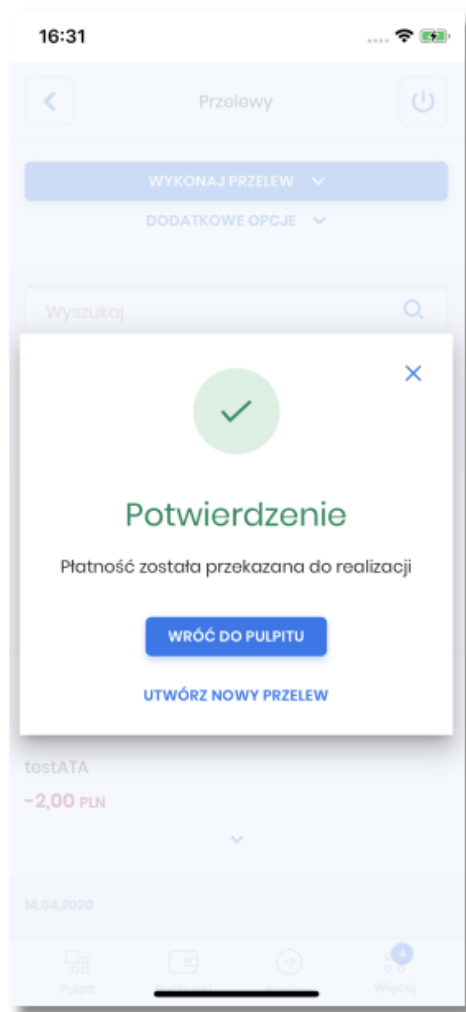 16:31
Przelewy
WYKONAJ PRZELEW
DODATKOWE OPCJE
Wyszukaj
Potwierdzenie
Płatność została przekazana do realizacji
WRÓĆ DO PULPITU
UTWÓRZ NOWY PRZELEW
testATA
-2,00 PLN
14.04.2020
4
Pulpit
Więcej